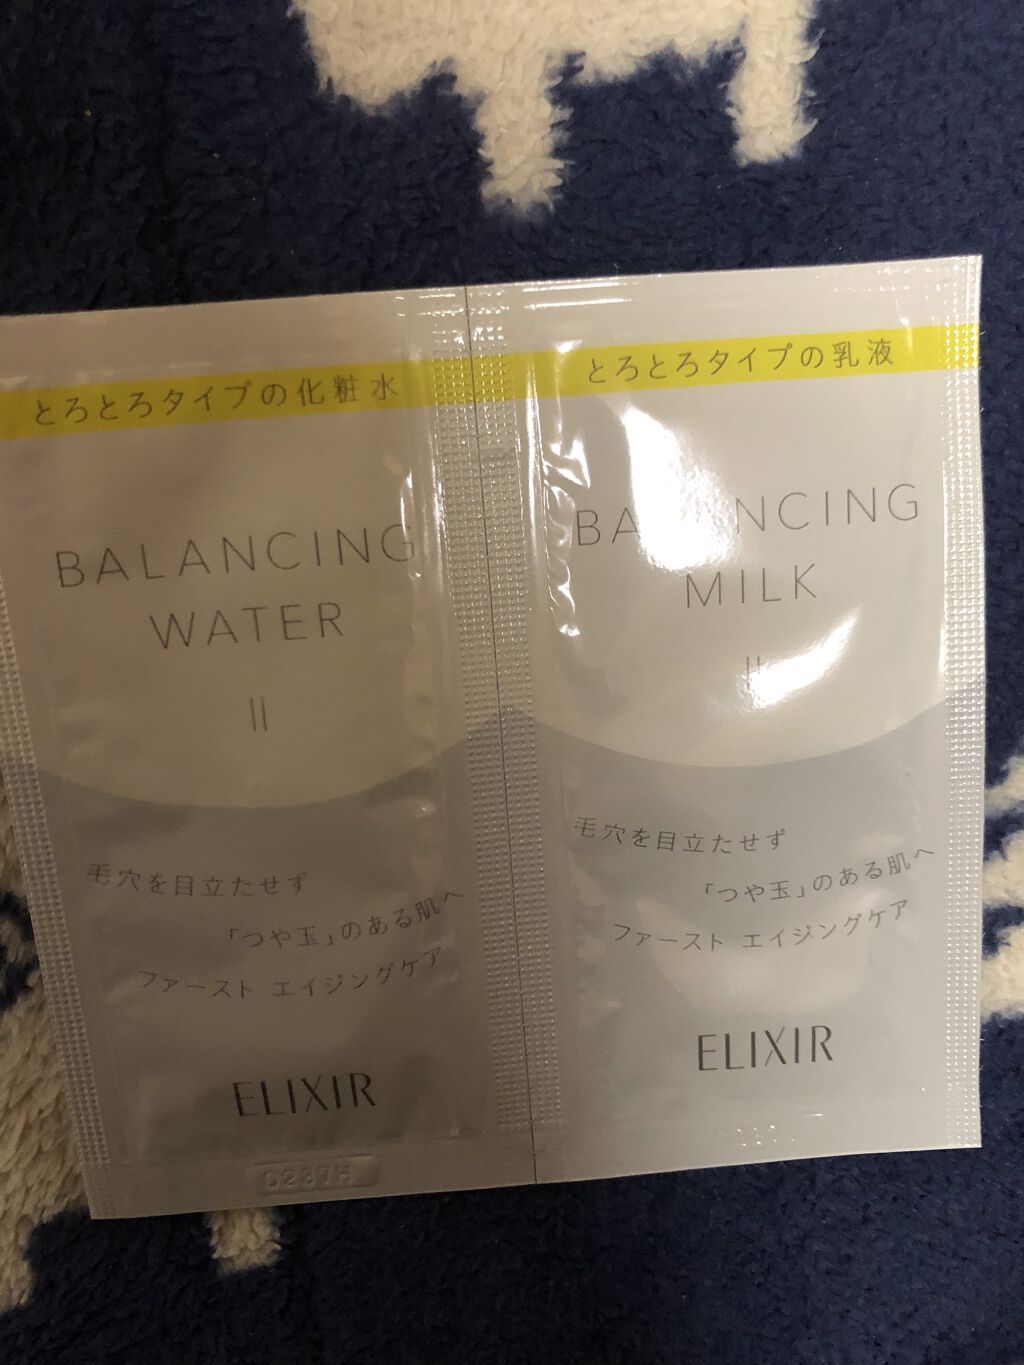 とろとろタイプの化粧水
BALANCING
WATER
II
毛穴を目立たせず
「つや玉」のある肌へ
ファースト エイジングケア
ELIXIR
0237H
とろとろタイプの乳液
BALANCING
MILK
II
毛穴を目立たせず
「つや玉」のある肌へ
ファースト エイジングケア
ELIXIR